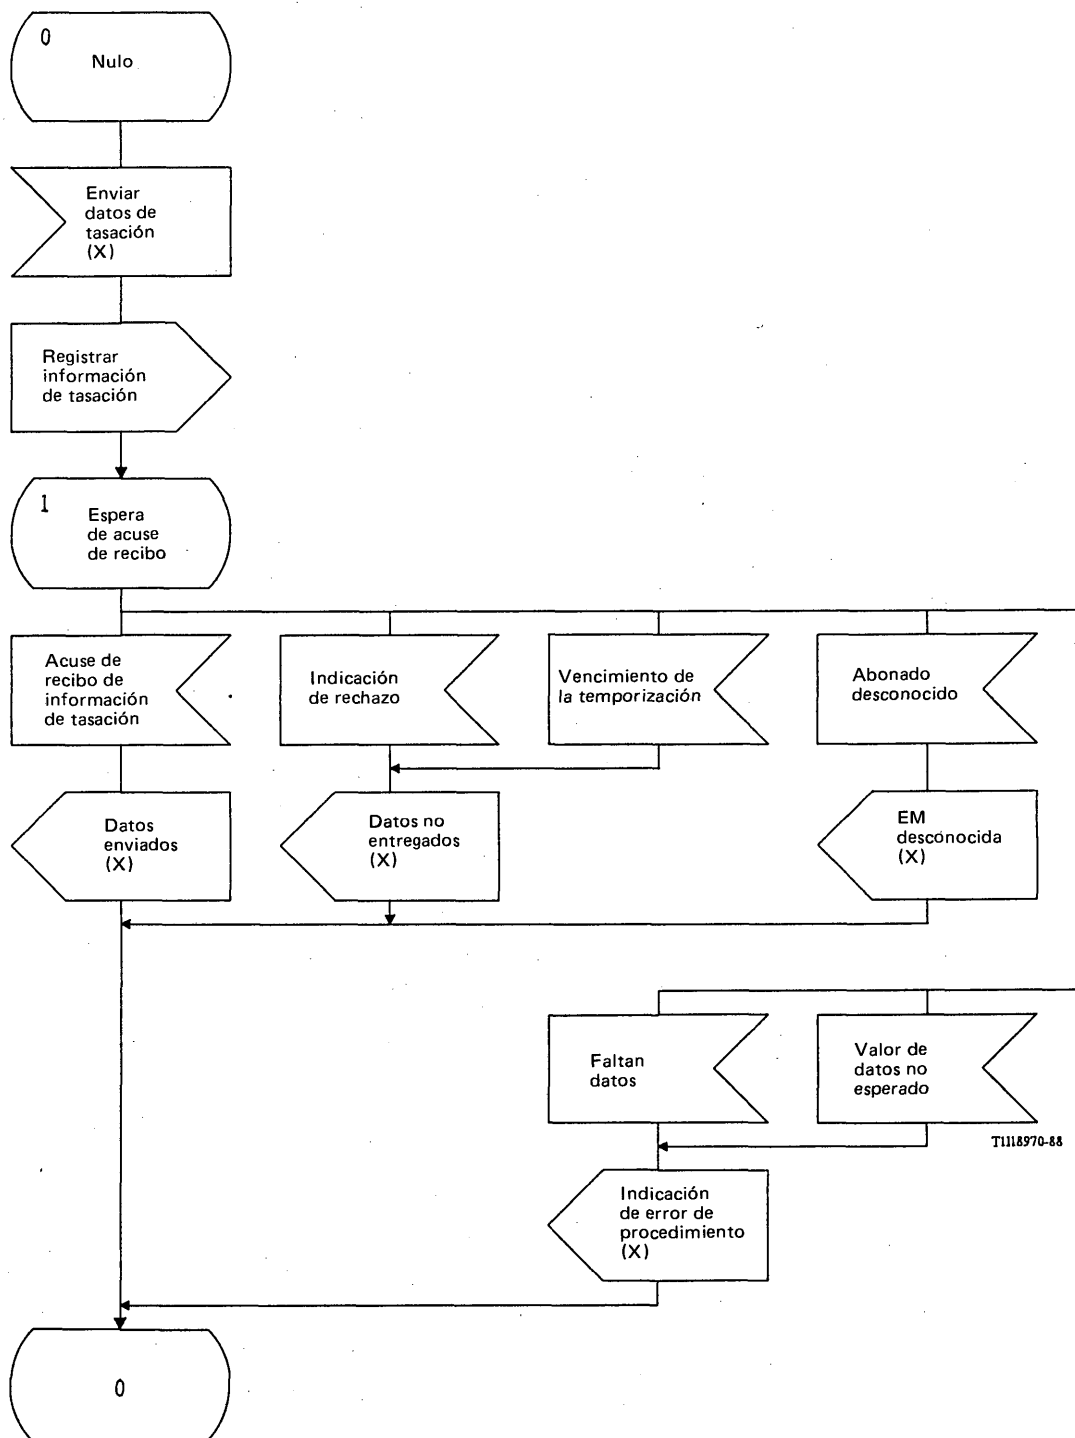 0
Nulo
Enviar
datos de
tasación
(X)
Registrar
información
de tasación
1
Espera
de acuse
de recibo
Acuse de
recibo de
información
de tasación
Indicación
de rechazo
Vencimiento de
la temporización
Abonado
desconocido
Datos
enviados
(X)
Datos no
entregados
(X)
EM
desconocida
(X)
Faltan
datos
Valor de
datos no
esperado
T1118970-88
Indicación
de error de
procedimiento
(X)
0